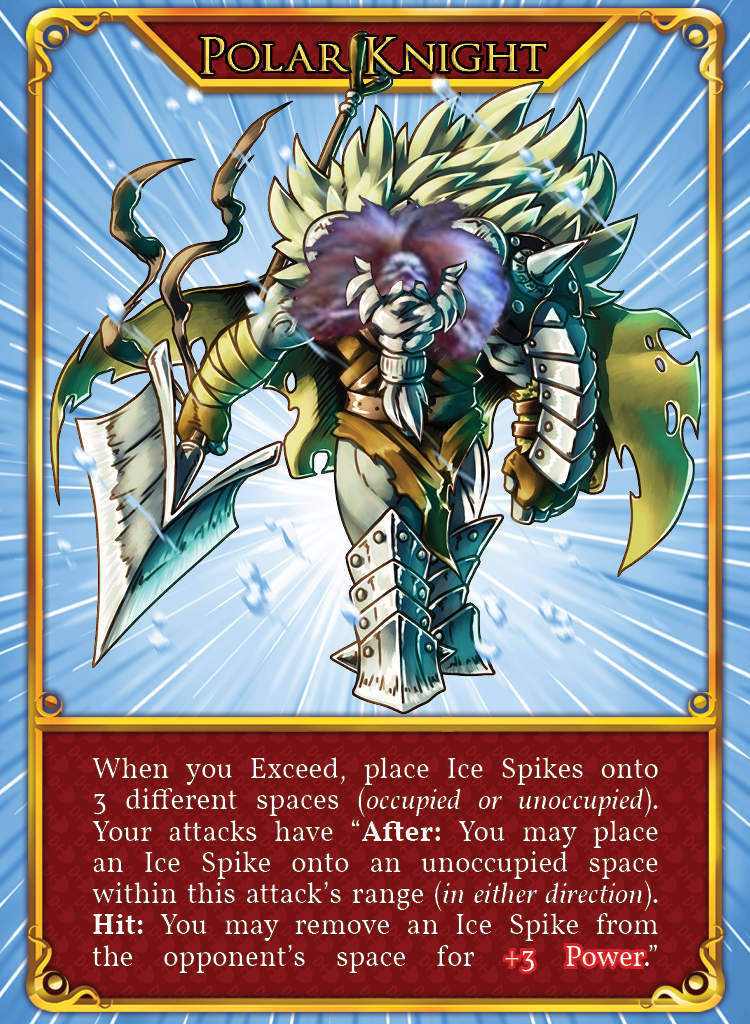 Polar Knight
When you Exceed, place Ice Spikes onto
3 different spaces (occupied or unoccupied).
Your attacks have “After: You may place
an Ice Spike onto an unoccupied space
within this attack’s range (in either direction).
Hit: You may remove an Ice Spike from
the opponent’s space for +3 Power.”